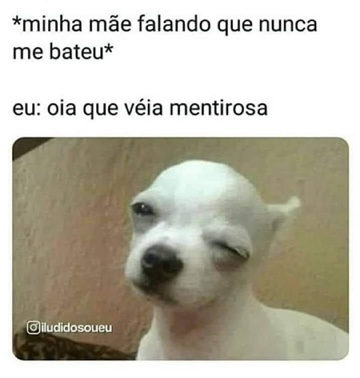 *minha mãe falando que nunca
me bateu*
eu: oia que véia mentirosa
iludidosoueu